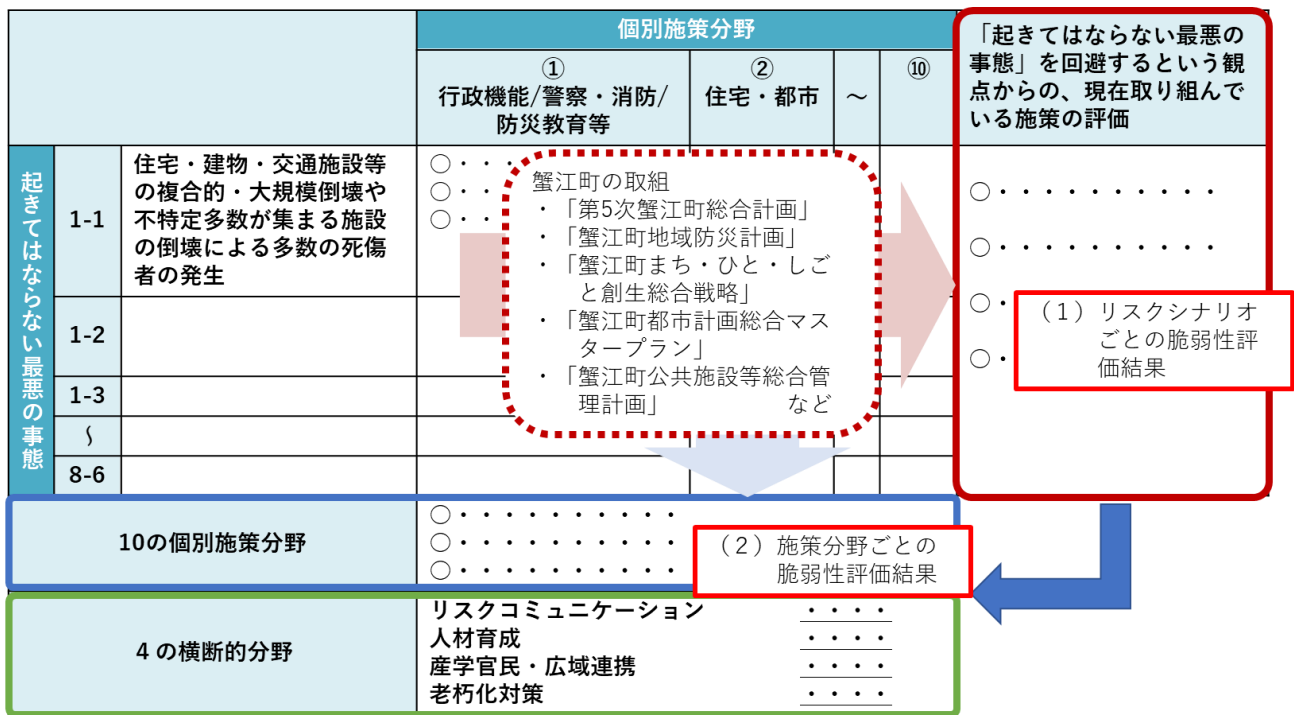 個別施策分野
①
行政機能/警察・消防/
防災教育等
②
住宅・都市
～
⑩
「起きてはならない最悪の
事態」を回避するという観
点からの、現在取り組んで
いる施策の評価
起きてはならない最悪の事態
1-1
住宅・建物・交通施設等
の複合的・大規模倒壊や
不特定多数が集まる施設
の倒壊による多数の死傷
者の発生
○・・・
○・・
○・・
蟹江町の取組
・「第5次蟹江町総合計画」
・「蟹江町地域防災計画」
・「蟹江町まち・ひと・しご
と創生総合戦略」
・「蟹江町都市計画総合マス
タープラン」
・「蟹江町公共施設等総合管
理計画」 など
○・・・・・・・・・・
○・・・・・・・・・・
○・
○・
（１）リスクシナリオ
ごとの脆弱性評
価結果
1-2
1-3
～
8-6
10の個別施策分野
○・・・・・・・・・・
○・・・・・・・・・・
○・・・・・・・・・・
（２）施策分野ごとの
脆弱性評価結果
４の横断的分野
リスクコミュニケーション ・・・・
人材育成 ・・・・
産学官民・広域連携 ・・・・
老朽化対策 ・・・・